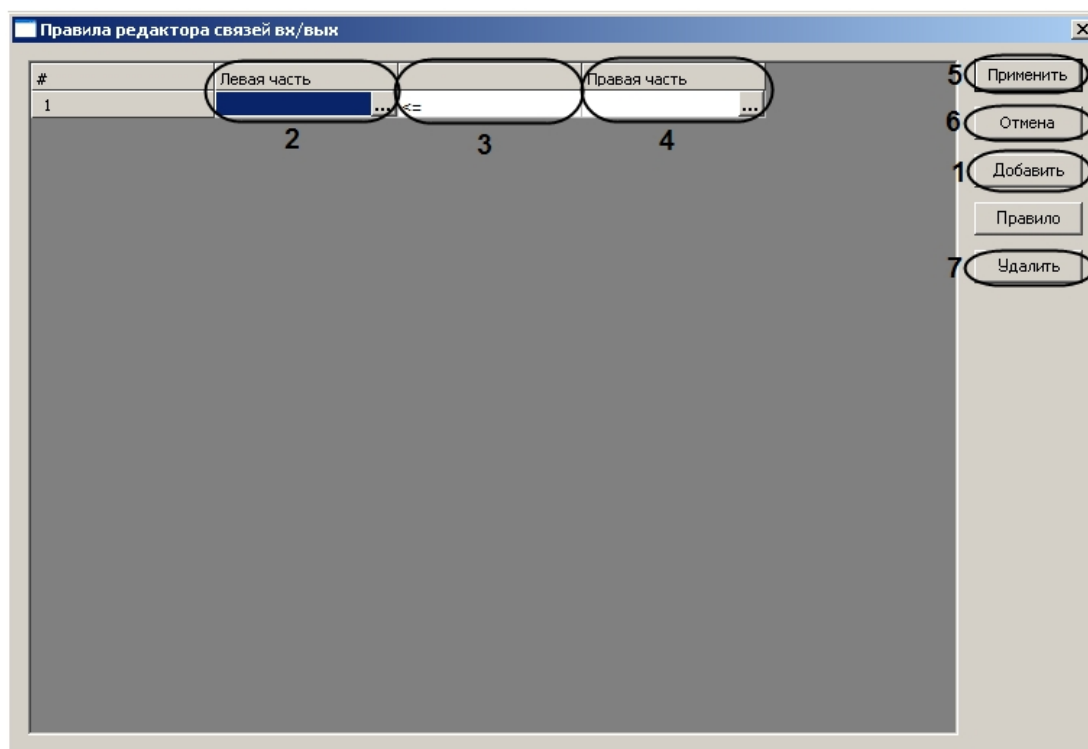 Правила редактора связей вх/вых
# Левая часть Правая часть
1 ... <= ...
2 3 4
5 Применить
6 Отмена
1 Добавить
Правило
7 Удалить